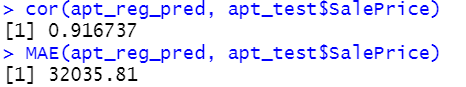 > cor(apt_reg_pred, apt_test$SalePrice)
[1] 0.916737
> MAE(apt_reg_pred, apt_test$SalePrice)
[1] 32035.81